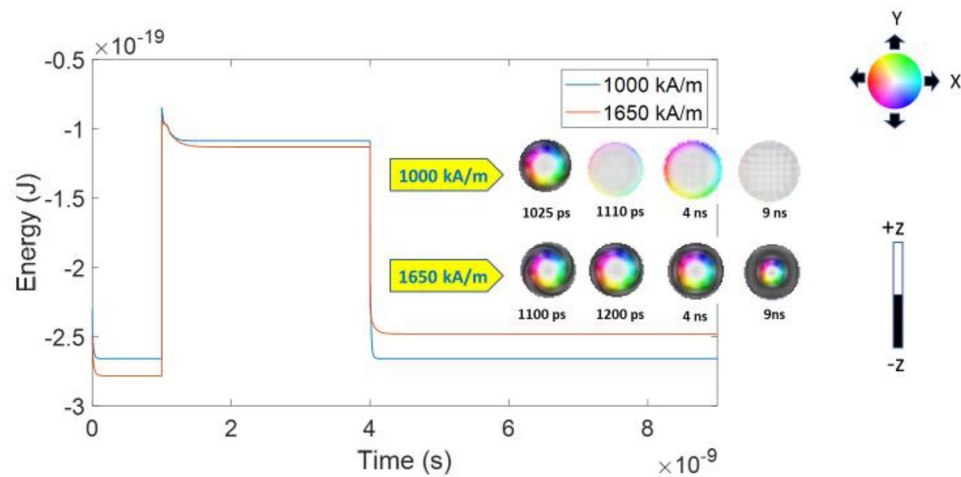 ×10⁻¹⁹
-0.5
-1
-1.5
-2
-2.5
-3
Energy (J)
0
2
4
6
8
Time (s)
×10⁻⁹
1000 kA/m
1650 kA/m
1000 kA/m
1025 ps
1110 ps
4 ns
9 ns
1650 kA/m
1100 ps
1200 ps
4 ns
9ns
Y
X
+z
-z